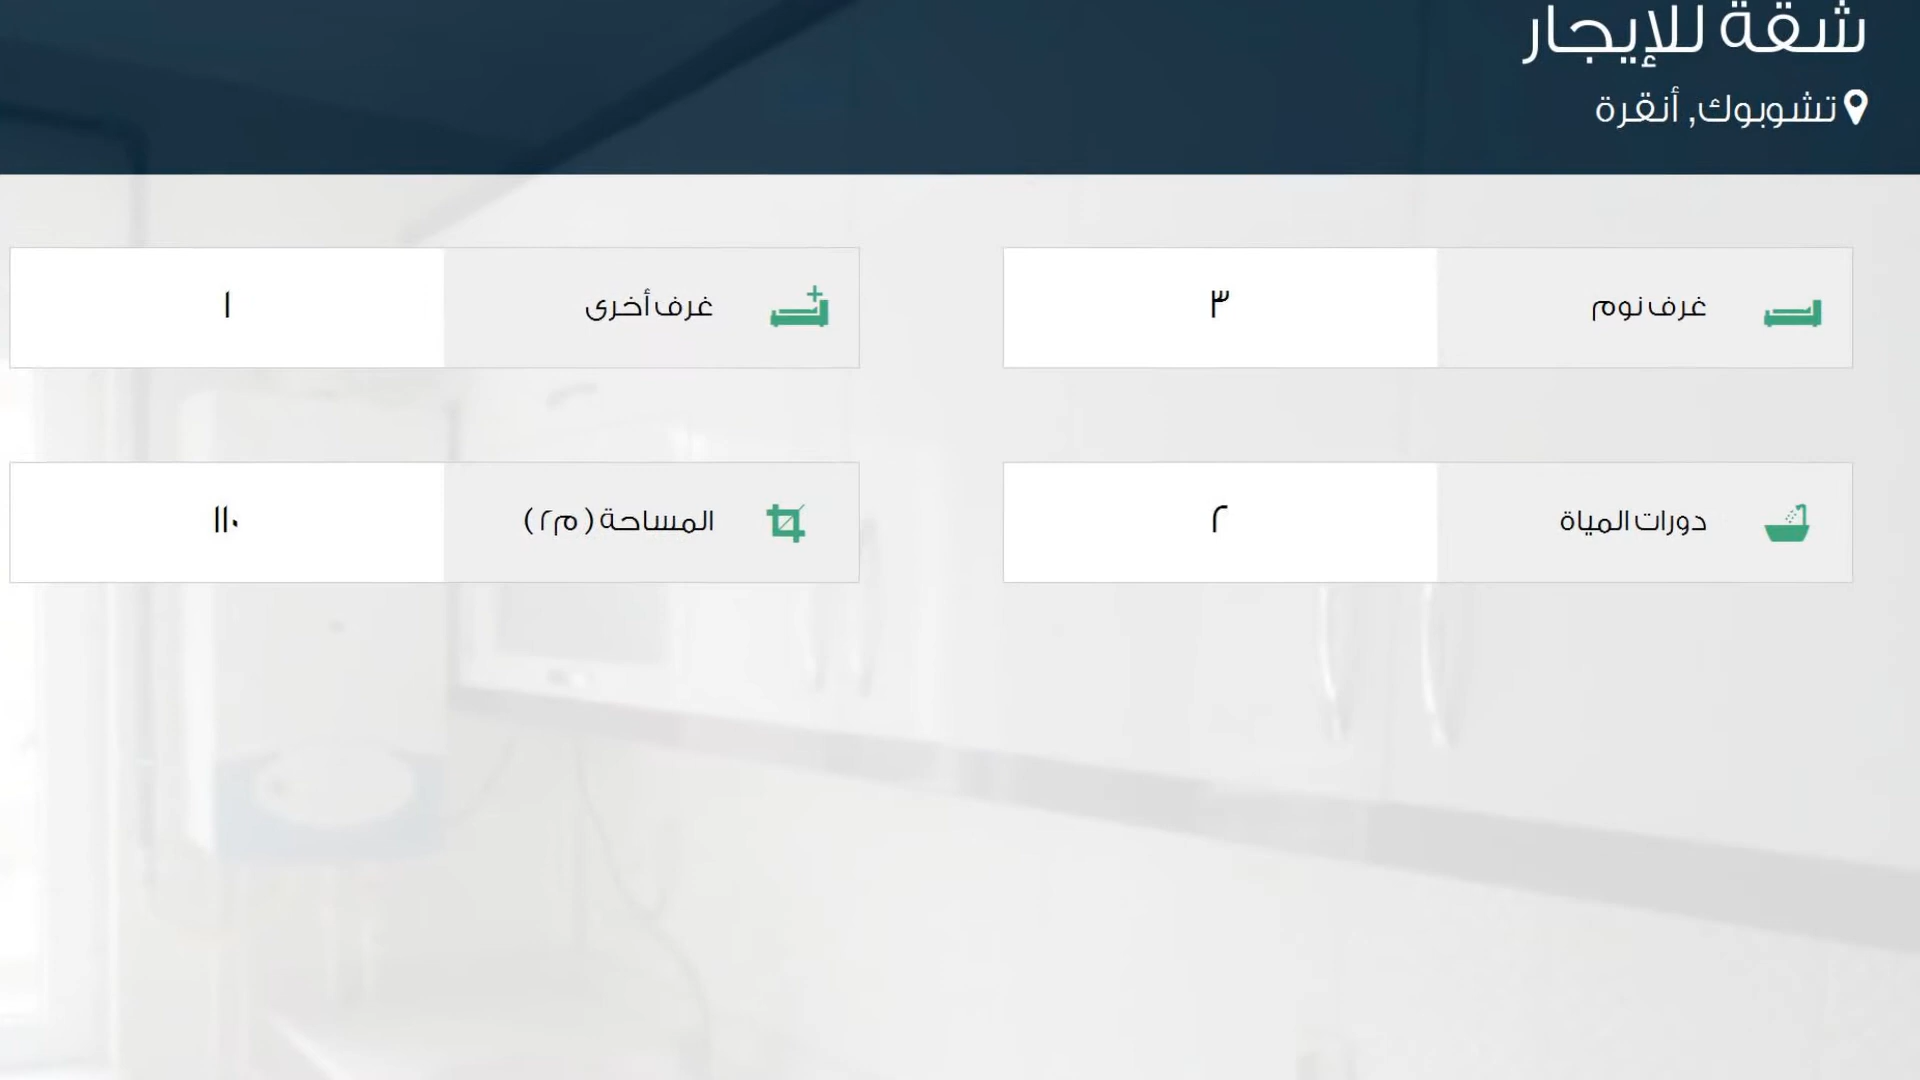 شقة للإيجار
تشوبوك, أنقرة
غرف نوم
٣
غرف أخرى
١
دورات المياة
٢
المساحة (م٢)
١١٠